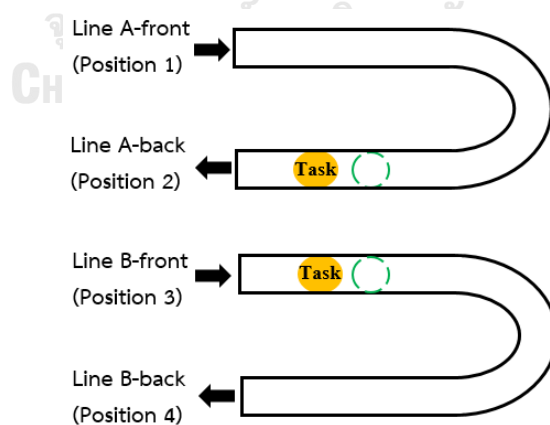 Line A-front
(Position 1)
Line A-back
(Position 2)
Task
Line B-front
(Position 3)
Task
Line B-back
(Position 4)